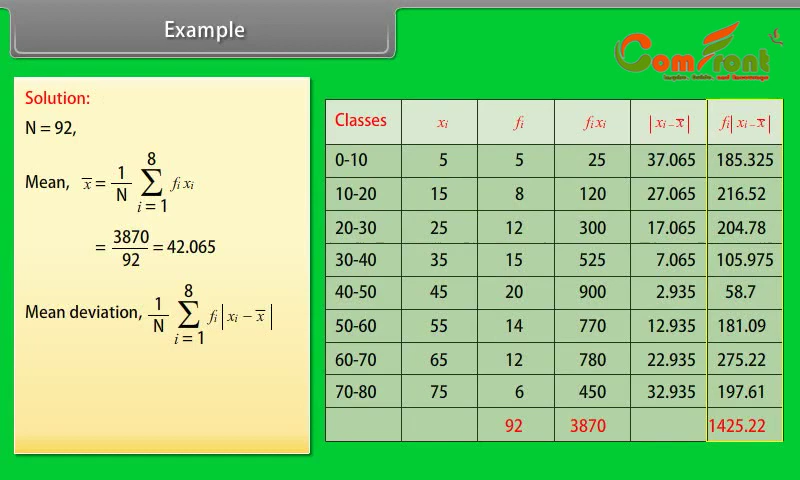 Example
ComFront
Solution:
N = 92,
Mean, x̄ = 1/N 8∑i = 1 fi xi
= 3870/92 = 42.065
Mean deviation, 1/N 8∑i = 1 fi |xi − x̄|
Classes xi fi fi xi |xi − x̄| fi|xi − x̄|
0-10 5 5 25 37.065 185.325
10-20 15 8 120 27.065 216.52
20-30 25 12 300 17.065 204.78
30-40 35 15 525 7.065 105.975
40-50 45 20 900 2.935 58.7
50-60 55 14 770 12.935 181.09
60-70 65 12 780 22.935 275.22
70-80 75 6 450 32.935 197.61
92 3870 1425.22